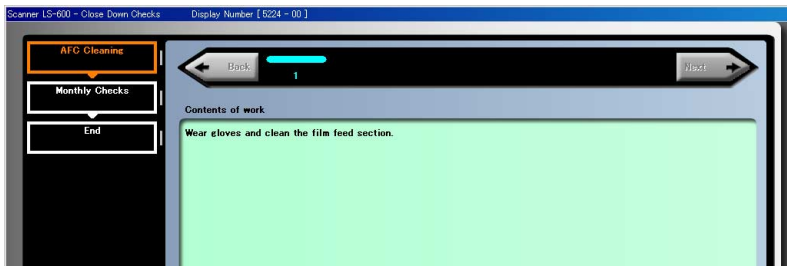 Scanner LS-600 - Close Down Checks Display Number [ 5224 - 00 ]
AFC Cleaning
Monthly Checks
End
Back
1
Next
Contents of work
Wear gloves and clean the film feed section.